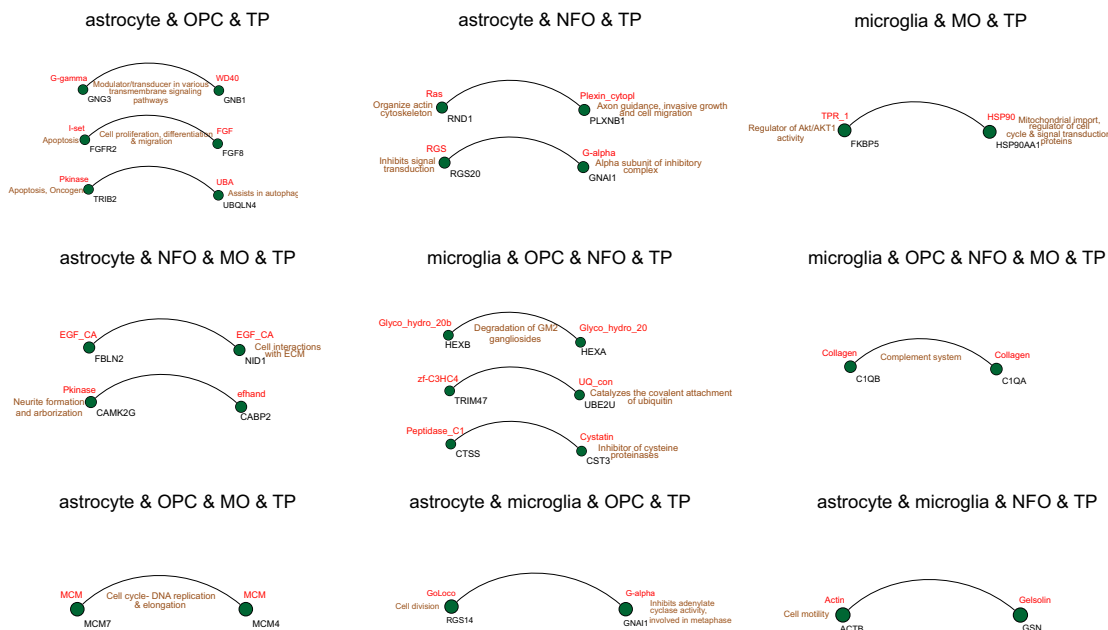 astrocyte & OPC & TP
G-gamma
WD40
Modulator/transducer in various
transmembrane signaling
pathways
GNG3
GNB1
I-set
FGF
Apoptosis
Cell proliferation, differentiation
& migration
FGFR2
FGF8
Pkinase
UBA
Apoptosis, Oncogen
Assists in autophag
TRIB2
UBQLN4
astrocyte & NFO & TP
Ras
Plexin_cytopl
Organize actin
cytoskeleton
Axon guidance, invasive growth
and cell migration
RND1
PLXNB1
RGS
G-alpha
Inhibits signal
transduction
Alpha subunit of inhibitory
complex
RGS20
GNAI1
microglia & MO & TP
TPR_1
HSP90
Regulator of Akt/AKT1
activity
Mitochondrial import,
regulator of cell
cycle & signal transduction
proteins
FKBP5
HSP90AA1
astrocyte & NFO & MO & TP
EGF_CA
EGF_CA
Cell interactions
with ECM
FBLN2
NID1
Pkinase
efhand
Neurite formation
and arborization
CAMK2G
CABP2
microglia & OPC & NFO & TP
Glyco_hydro_20b
Glyco_hydro_20
Degradation of GM2
gangliosides
HEXB
HEXA
zf-C3HC4
UQ_con
Catalyzes the covalent attachment
of ubiquitin
TRIM47
UBE2U
Peptidase_C1
Cystatin
Inhibitor of cysteine
proteinases
CTSS
CST3
microglia & OPC & NFO & MO & TP
Collagen
Collagen
Complement system
C1QB
C1QA
astrocyte & OPC & MO & TP
MCM
MCM
Cell cycle- DNA replication
& elongation
MCM7
MCM4
astrocyte & microglia & OPC & TP
GoLoco
G-alpha
Cell division
Inhibits adenylate
cyclase activity,
involved in metaphase
RGS14
GNAI1
astrocyte & microglia & NFO & TP
Actin
Gelsolin
Cell motility
ACTB
GSN